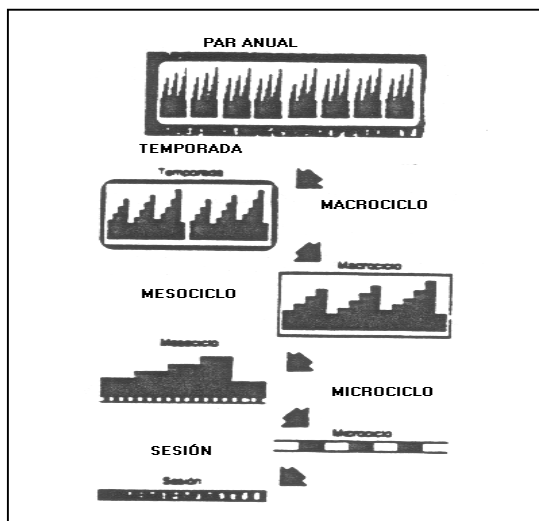 PAR ANUAL
TEMPORADA
Temporada
MACROCICLO
Macrociclo
MESOCICLO
Mesociclo
MICROCICLO
Microciclo
SESIÓN
Sesión